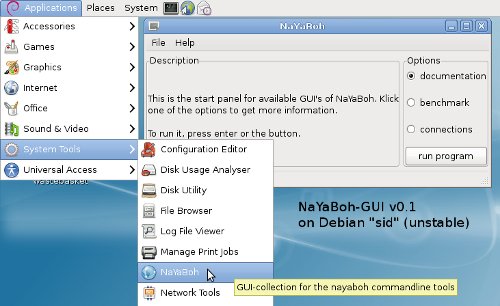 Applications Places System
NaYaBoh
File Help
Accessories
Games
Graphics
Internet
Office
Sound & Video
System Tools
Universal Access
wastebasket
Description
This is the start panel for available GUI's of NaYaBoh. Klick
one of the options to get more information.
To run it, press enter or the button.
Options
documentation
benchmark
connections
run program
Configuration Editor
Disk Usage Analyser
Disk Utility
File Browser
Log File Viewer
Manage Print Jobs
NaYaBoh
Network Tools
NaYaBoh-GUI v0.1
on Debian "sid" (unstable)
GUI-collection for the nayaboh commandline tools